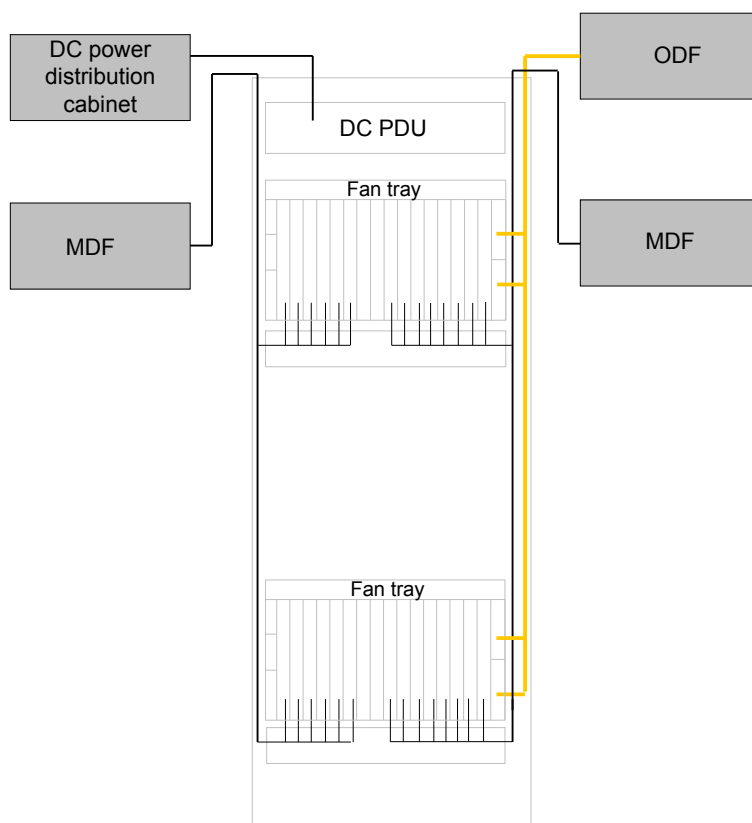 DC power
distribution
cabinet
ODF
DC PDU
Fan tray
MDF
MDF
Fan tray